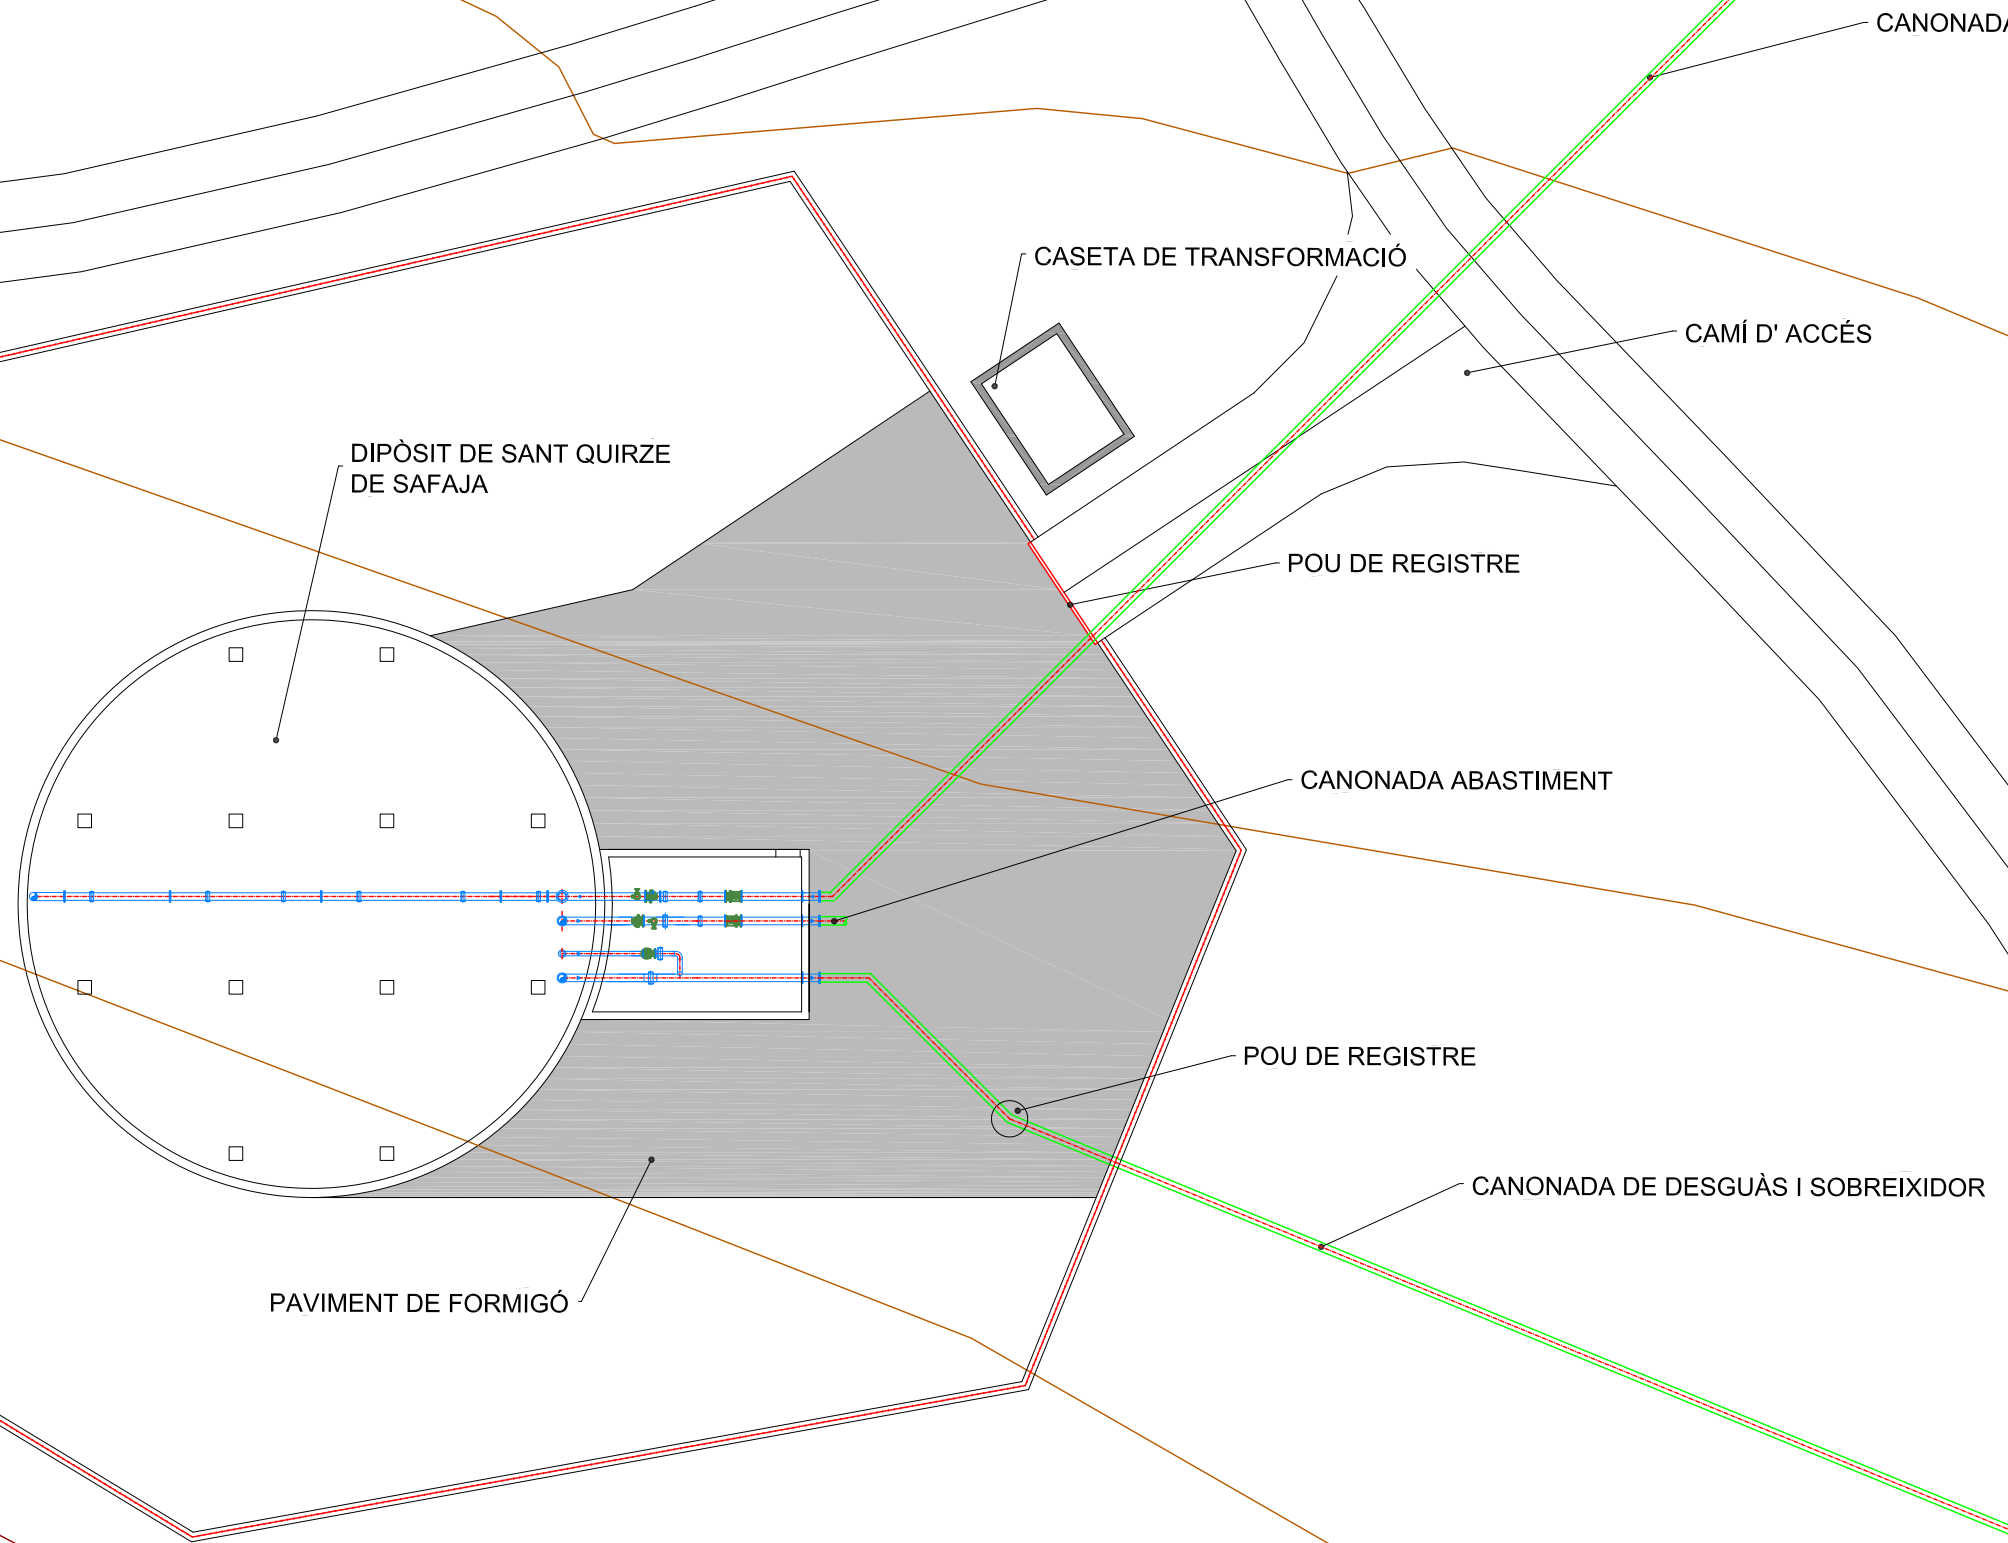 CANONADA
CASETA DE TRANSFORMACIÓ
CAMÍ D' ACCÉS
DIPÒSIT DE SANT QUIRZE
DE SAFAJA
POU DE REGISTRE
CANONADA ABASTIMENT
POU DE REGISTRE
CANONADA DE DESGUÀS I SOBREIXIDOR
PAVIMENT DE FORMIGÓ